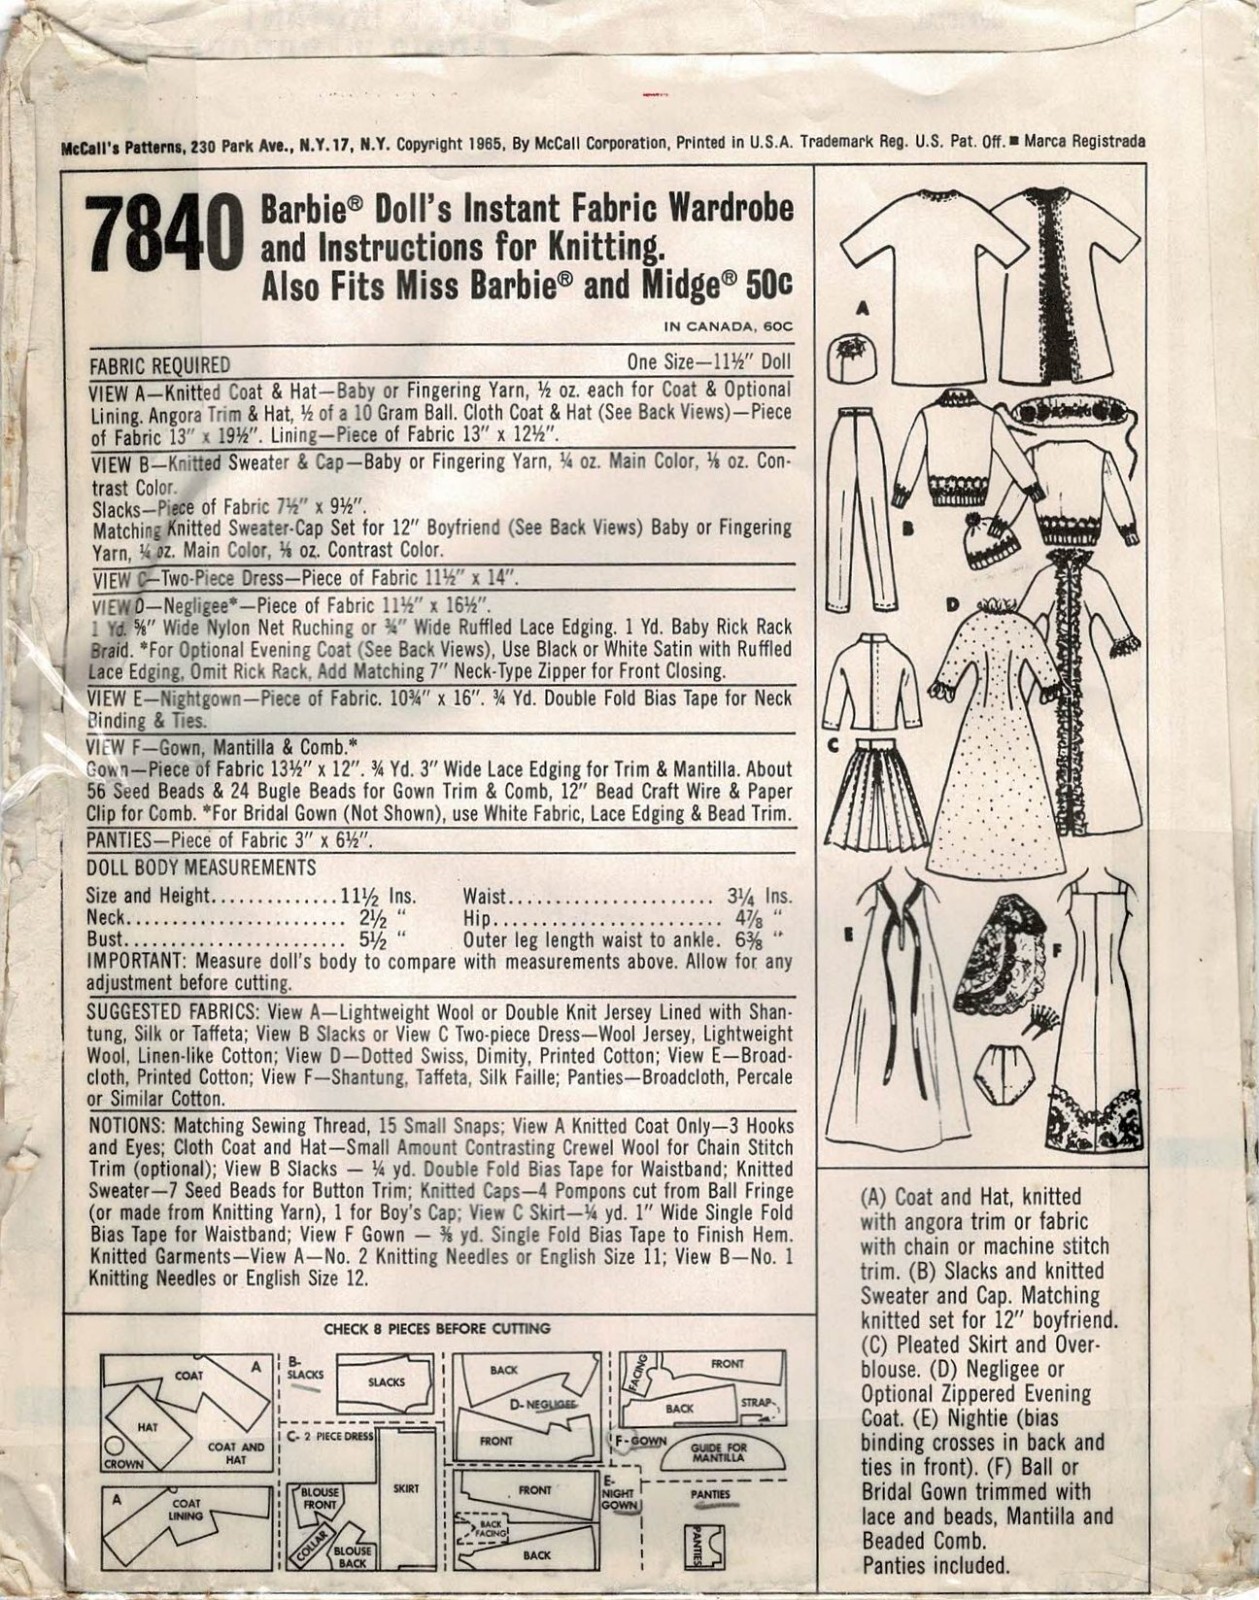 McCall's Patterns, 230 Park Ave., N.Y. 17, N.Y. Copyright 1965, By McCall Corporation, Printed in U.S.A. Trademark Reg. U.S. Pat. Off. ■ Marca Registrada
7840
Barbie® Doll's Instant Fabric Wardrobe
and Instructions for Knitting.
Also Fits Miss Barbie® and Midge® 50c
IN CANADA, 60C
FABRIC REQUIRED One Size—11½" Doll
VIEW A—Knitted Coat & Hat—Baby or Fingering Yarn, ½ oz. each for Coat & Optional
Lining. Angora Trim & Hat, ½ of a 10 Gram Ball. Cloth Coat & Hat (See Back Views)—Piece
of Fabric 13" x 19½". Lining—Piece of Fabric 13" x 12½".
VIEW B—Knitted Sweater & Cap—Baby or Fingering Yarn, ¼ oz. Main Color, ⅛ oz. Con-
trast Color.
Slacks—Piece of Fabric 7½" x 9½".
Matching Knitted Sweater-Cap Set for 12" Boyfriend (See Back Views) Baby or Fingering
Yarn, ¼ oz. Main Color, ⅛ oz. Contrast Color.
VIEW C—Two-Piece Dress—Piece of Fabric 11½" x 14".
VIEW D—Negligee*—Piece of Fabric 11½" x 16½".
1 Yd. ⅝" Wide Nylon Net Ruching or ¾" Wide Ruffled Lace Edging. 1 Yd. Baby Rick Rack
Braid. *For Optional Evening Coat (See Back Views), Use Black or White Satin with Ruffled
Lace Edging, Omit Rick Rack, Add Matching 7" Neck-Type Zipper for Front Closing.
VIEW E—Nightgown—Piece of Fabric. 10¾" x 16". ¾ Yd. Double Fold Bias Tape for Neck
Binding & Ties.
VIEW F—Gown, Mantilla & Comb.*
Gown—Piece of Fabric 13½" x 12". ¾ Yd. 3" Wide Lace Edging for Trim & Mantilla. About
56 Seed Beads & 24 Bugle Beads for Gown Trim & Comb, 12" Bead Craft Wire & Paper
Clip for Comb. *For Bridal Gown (Not Shown), use White Fabric, Lace Edging & Bead Trim.
PANTIES—Piece of Fabric 3" x 6½".
DOLL BODY MEASUREMENTS
Size and Height.............. 11½ Ins. Waist....................... 3¼ Ins.
Neck........................ 2½ " Hip......................... 4⅞ "
Bust........................ 5½ " Outer leg length waist to ankle. 6⅜ "
IMPORTANT: Measure doll's body to compare with measurements above. Allow for any
adjustment before cutting.
SUGGESTED FABRICS: View A—Lightweight Wool or Double Knit Jersey Lined with Shan-
tung, Silk or Taffeta; View B Slacks or View C Two-piece Dress—Wool Jersey, Lightweight
Wool, Linen-like Cotton; View D—Dotted Swiss, Dimity, Printed Cotton; View E—Broad-
cloth, Printed Cotton; View F—Shantung, Taffeta, Silk Faille; Panties—Broadcloth, Percale
or Similar Cotton.
NOTIONS: Matching Sewing Thread, 15 Small Snaps; View A Knitted Coat Only—3 Hooks
and Eyes; Cloth Coat and Hat—Small Amount Contrasting Crewel Wool for Chain Stitch
Trim (optional); View B Slacks — ¼ yd. Double Fold Bias Tape for Waistband; Knitted
Sweater—7 Seed Beads for Button Trim; Knitted Caps—4 Pompons cut from Ball Fringe
(or made from Knitting Yarn), 1 for Boy's Cap; View C Skirt—¼ yd. 1" Wide Single Fold
Bias Tape for Waistband; View F Gown — ⅜ yd. Single Fold Bias Tape to Finish Hem.
Knitted Garments—View A—No. 2 Knitting Needles or English Size 11; View B—No. 1
Knitting Needles or English Size 12.
CHECK 8 PIECES BEFORE CUTTING
COAT
A
HAT
CROWN
COAT AND
HAT
A
COAT
LINING
B-
SLACKS
SLACKS
C- 2 PIECE DRESS
BLOUSE
FRONT
COLLAR
BLOUSE
BACK
SKIRT
BACK
D- NEGLIGEE
FRONT
FRONT
BACK
FACING
BACK
E-
NIGHT
GOWN
FACING
FRONT
BACK
STRAP
F-GOWN
GUIDE FOR
MANTILLA
PANTIES
PANTIES
A
B
D
C
E
F
(A) Coat and Hat, knitted
with angora trim or fabric
with chain or machine stitch
trim. (B) Slacks and knitted
Sweater and Cap. Matching
knitted set for 12" boyfriend.
(C) Pleated Skirt and Over-
blouse. (D) Negligee or
Optional Zippered Evening
Coat. (E) Nightie (bias
binding crosses in back and
ties in front). (F) Ball or
Bridal Gown trimmed with
lace and beads, Mantilla and
Beaded Comb.
Panties included.